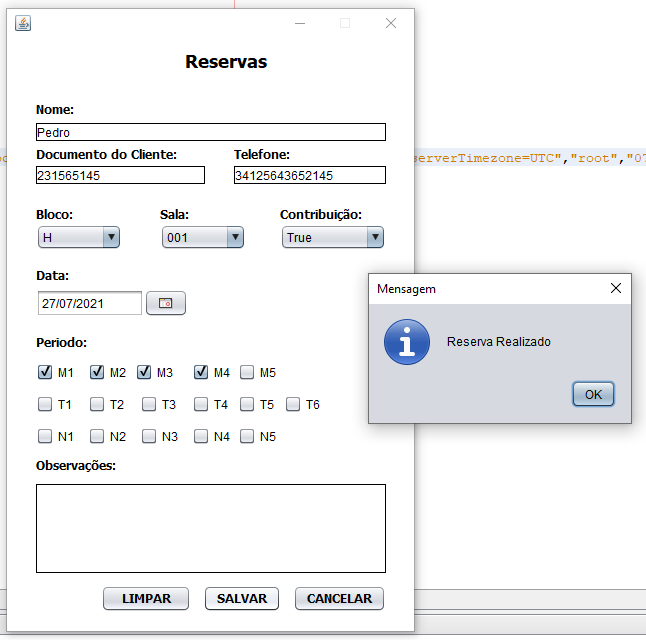 Reservas
Nome:
Pedro
Documento do Cliente: Telefone:
231565145 34125643652145
serverTimezone=UTC","root","07
Bloco: Sala: Contribuição:
H 001 True
Data:
27/07/2021
Mensagem
Reserva Realizado
OK
Periodo:
M1 M2 M3 M4 M5
T1 T2 T3 T4 T5 T6
N1 N2 N3 N4 N5
Observações:
LIMPAR SALVAR CANCELAR